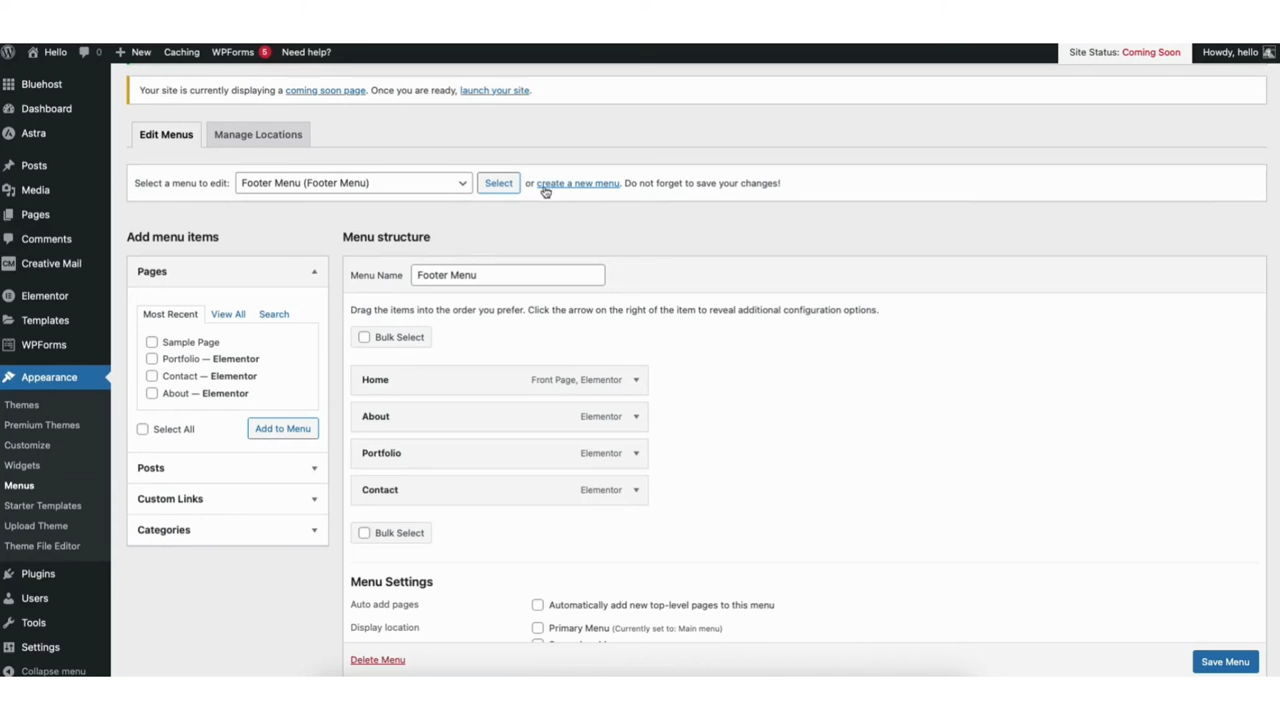 Hello 0 New Caching WPForms 5 Need help? Site Status: Coming Soon Howdy, hello
Bluehost
Dashboard
Astra
Posts
Media
Pages
Comments
CM Creative Mail
Elementor
Templates
WPForms
Appearance
Themes
Premium Themes
Customize
Widgets
Menus
Starter Templates
Upload Theme
Theme File Editor
Plugins
Users
Tools
Settings
Collapse menu
Your site is currently displaying a coming soon page. Once you are ready, launch your site.
Edit Menus Manage Locations
Select a menu to edit: Footer Menu (Footer Menu) Select or create a new menu. Do not forget to save your changes!
Add menu items
Pages
Most Recent View All Search
Sample Page
Portfolio — Elementor
Contact — Elementor
About — Elementor
Select All Add to Menu
Posts
Custom Links
Categories
Menu structure
Menu Name Footer Menu
Drag the items into the order you prefer. Click the arrow on the right of the item to reveal additional configuration options.
Bulk Select
Home Front Page, Elementor
About Elementor
Portfolio Elementor
Contact Elementor
Bulk Select
Menu Settings
Auto add pages Automatically add new top-level pages to this menu
Display location Primary Menu (Currently set to: Main menu)
Delete Menu Save Menu